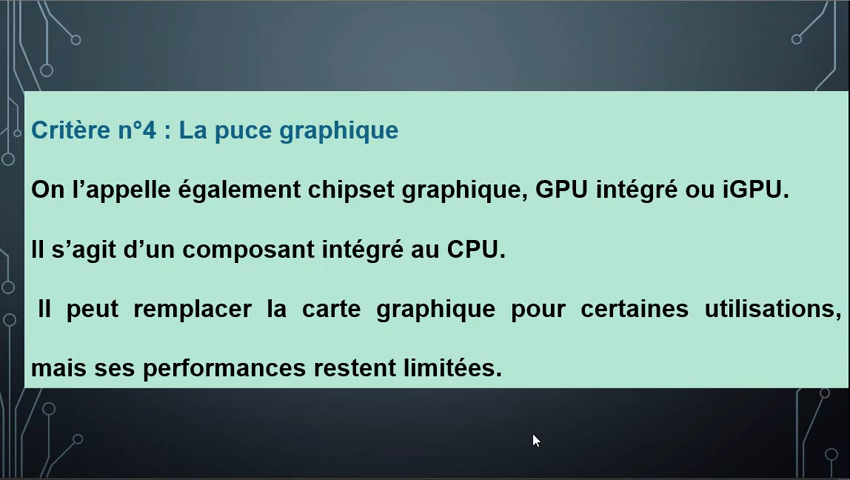 Critère n°4 : La puce graphique
On l’appelle également chipset graphique, GPU intégré ou iGPU.
Il s’agit d’un composant intégré au CPU.
Il peut remplacer la carte graphique pour certaines utilisations,
mais ses performances restent limitées.